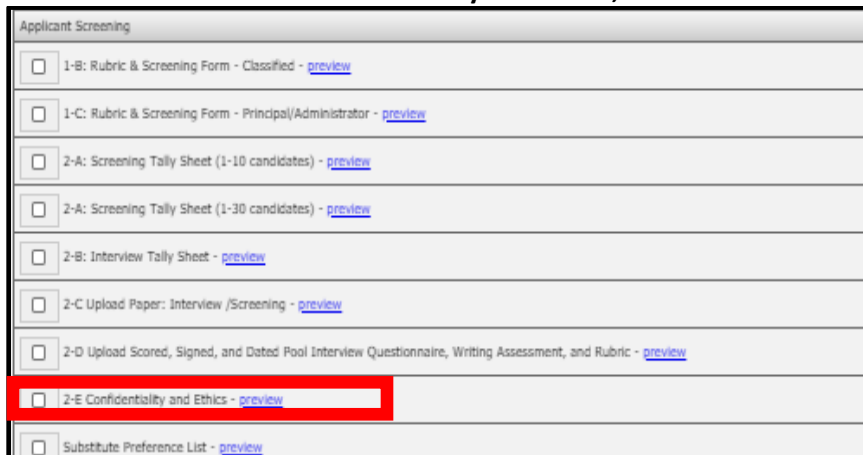 Applicant Screening
1-B: Rubric & Screening Form - Classified - preview
1-C: Rubric & Screening Form - Principal/Administrator - preview
2-A: Screening Tally Sheet (1-10 candidates) - preview
2-A: Screening Tally Sheet (1-30 candidates) - preview
2-B: Interview Tally Sheet - preview
2-C Upload Paper: Interview /Screening - preview
2-D Upload Scored, Signed, and Dated Pool Interview Questionnaire, Writing Assessment, and Rubric - preview
2-E Confidentiality and Ethics - preview
Substitute Preference List - preview